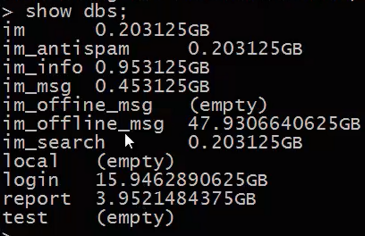 > show dbs;
im 0.203125GB
im_antispam 0.203125GB
im_info 0.953125GB
im_msg 0.453125GB
im_offine_msg (empty)
im_offline_msg 47.9306640625GB
im_search 0.203125GB
local (empty)
login 15.9462890625GB
report 3.9521484375GB
test (empty)
>